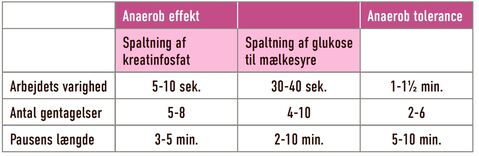 Anaerob effekt Anaerob tolerance
Spaltning af Spaltning af glukose
kreatinfosfat til mælkesyre
Arbejdets varighed 5-10 sek. 30-40 sek. 1-1½ min.
Antal gentagelser 5-8 4-10 2-6
Pausens længde 3-5 min. 2-10 min. 5-10 min.